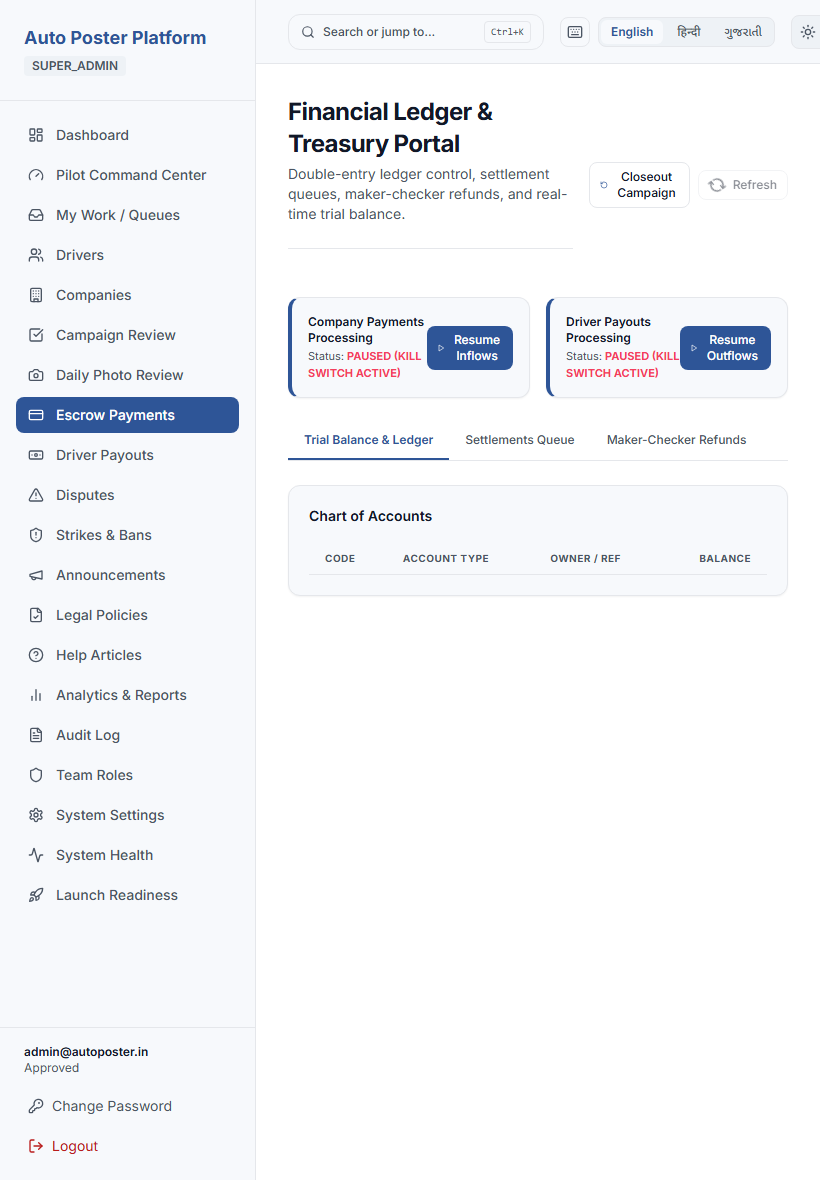 Auto Poster Platform
SUPER_ADMIN
Dashboard
Pilot Command Center
My Work / Queues
Drivers
Companies
Campaign Review
Daily Photo Review
Escrow Payments
Driver Payouts
Disputes
Strikes & Bans
Announcements
Legal Policies
Help Articles
Analytics & Reports
Audit Log
Team Roles
System Settings
System Health
Launch Readiness
admin@autoposter.in
Approved
Change Password
Logout
Search or jump to... Ctrl+K
English हिन्दी ગુજરાતી
Financial Ledger &
Treasury Portal
Double-entry ledger control, settlement
queues, maker-checker refunds, and real-
time trial balance.
Closeout
Campaign
Refresh
Company Payments
Processing
Status: PAUSED (KILL
SWITCH ACTIVE)
Resume
Inflows
Driver Payouts
Processing
Status: PAUSED (KILL
SWITCH ACTIVE)
Resume
Outflows
Trial Balance & Ledger Settlements Queue Maker-Checker Refunds
Chart of Accounts
CODE ACCOUNT TYPE OWNER / REF BALANCE